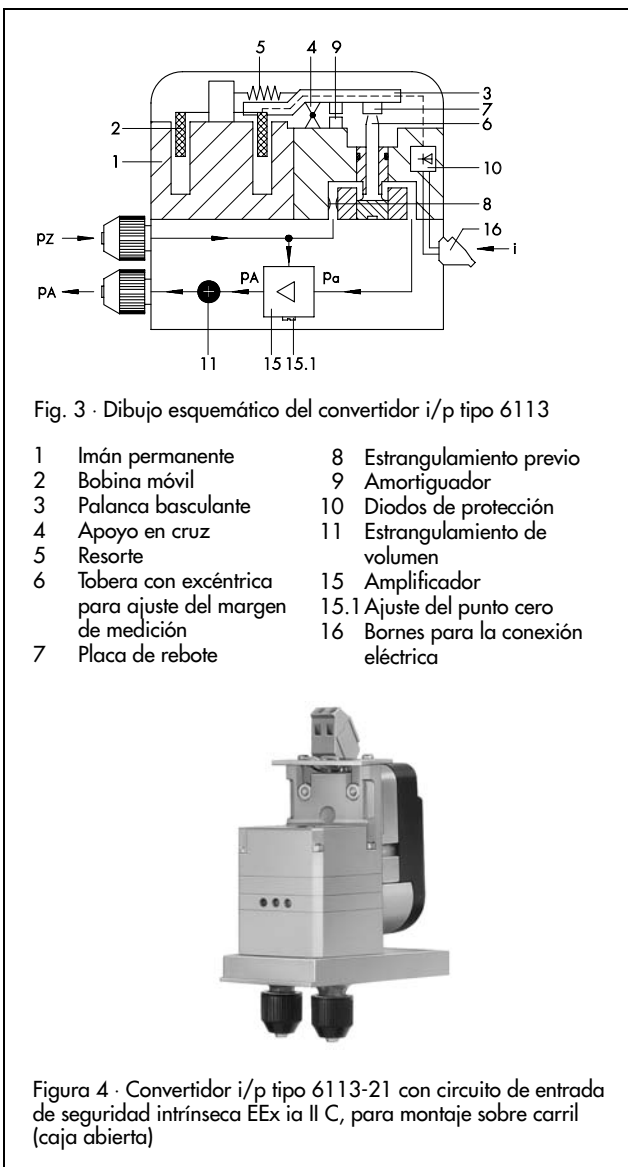 5 4 9
3
7
6
2
1
10
8
16
pz
i
pA pA pa
11 15 15.1
Fig. 3 · Dibujo esquemático del convertidor i/p tipo 6113
1 Imán permanente
2 Bobina móvil
3 Palanca basculante
4 Apoyo en cruz
5 Resorte
6 Tobera con excéntrica
para ajuste del margen
de medición
7 Placa de rebote
8 Estrangulamiento previo
9 Amortiguador
10 Diodos de protección
11 Estrangulamiento de
volumen
15 Amplificador
15.1 Ajuste del punto cero
16 Bornes para la conexión
eléctrica
Figura 4 · Convertidor i/p tipo 6113-21 con circuito de entrada
de seguridad intrínseca EEx ia II C, para montaje sobre carril
(caja abierta)